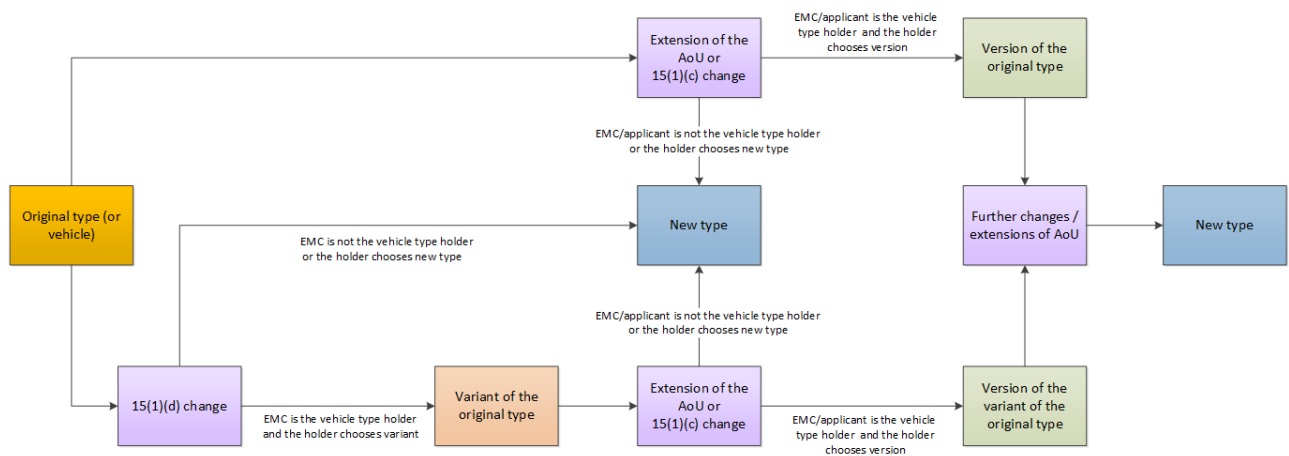 EMC/applicant is the vehicle
type holder and the holder
chooses version
Extension of the
AoU or
15(1)(c) change
Version of the
original type
EMC/applicant is not the vehicle type holder
or the holder chooses new type
Original type (or
vehicle)
New type
Further changes /
extensions of AoU
New type
EMC is not the vehicle type holder
or the holder chooses new type
EMC/applicant is not the vehicle type holder
or the holder chooses new type
15(1)(d) change
EMC is the vehicle type holder
and the holder chooses variant
Variant of the
original type
Extension of the
AoU or
15(1)(c) change
EMC/applicant is the vehicle
type holder and the holder
chooses version
Version of the
variant of the
original type